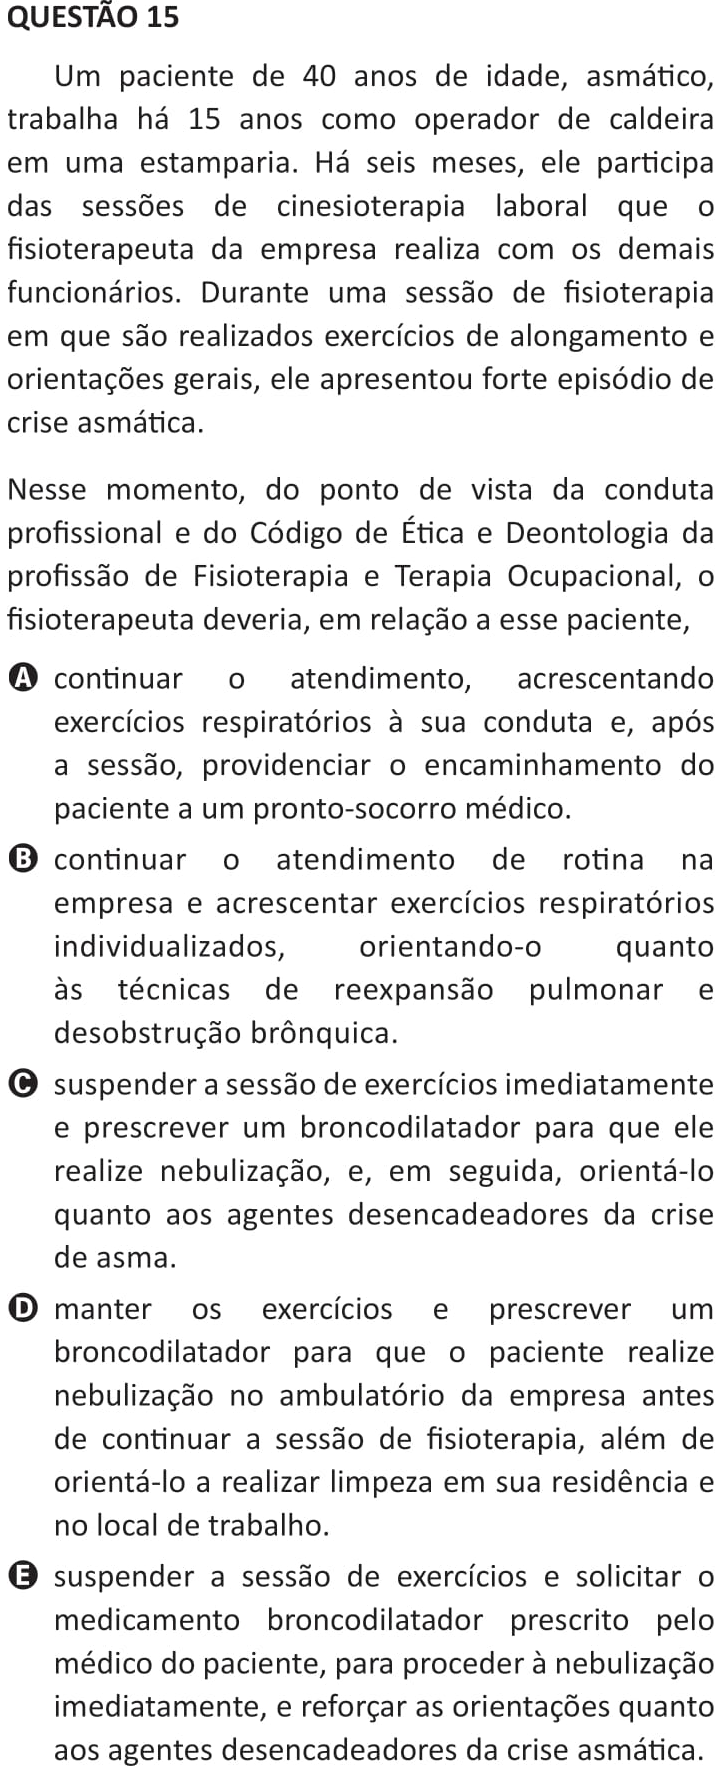 QUESTÃO 15
Um paciente de 40 anos de idade, asmático,
trabalha há 15 anos como operador de caldeira
em uma estamparia. Há seis meses, ele participa
das sessões de cinesioterapia laboral que o
fisioterapeuta da empresa realiza com os demais
funcionários. Durante uma sessão de fisioterapia
em que são realizados exercícios de alongamento e
orientações gerais, ele apresentou forte episódio de
crise asmática.
Nesse momento, do ponto de vista da conduta
profissional e do Código de Ética e Deontologia da
profissão de Fisioterapia e Terapia Ocupacional, o
fisioterapeuta deveria, em relação a esse paciente,
A continuar o atendimento, acrescentando
exercícios respiratórios à sua conduta e, após
a sessão, providenciar o encaminhamento do
paciente a um pronto-socorro médico.
B continuar o atendimento de rotina na
empresa e acrescentar exercícios respiratórios
individualizados, orientando-o quanto
às técnicas de reexpansão pulmonar e
desobstrução brônquica.
C suspender a sessão de exercícios imediatamente
e prescrever um broncodilatador para que ele
realize nebulização, e, em seguida, orientá-lo
quanto aos agentes desencadeadores da crise
de asma.
D manter os exercícios e prescrever um
broncodilatador para que o paciente realize
nebulização no ambulatório da empresa antes
de continuar a sessão de fisioterapia, além de
orientá-lo a realizar limpeza em sua residência e
no local de trabalho.
E suspender a sessão de exercícios e solicitar o
medicamento broncodilatador prescrito pelo
médico do paciente, para proceder à nebulização
imediatamente, e reforçar as orientações quanto
aos agentes desencadeadores da crise asmática.